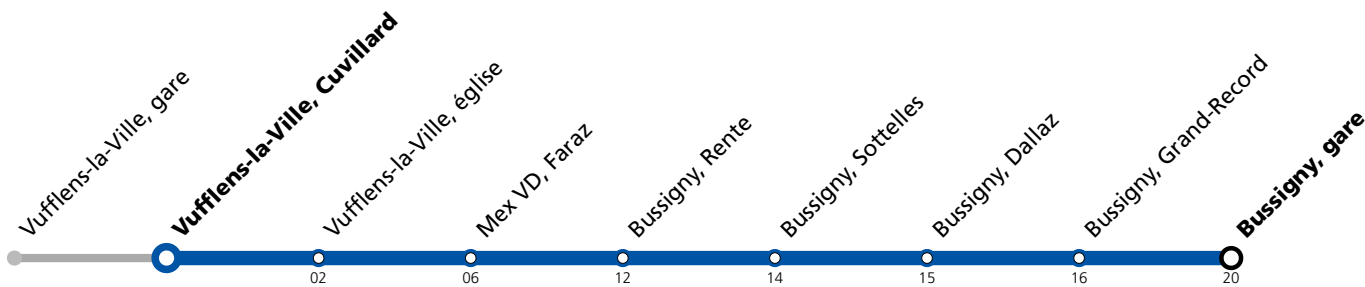 Vufflens-la-Ville, gare
Vufflens-la-Ville, Cuvillard
Vufflens-la-Ville, église
Mex VD, Faraz
Bussigny, Rente
Bussigny, Sottelles
Bussigny, Dallaz
Bussigny, Grand-Record
Bussigny, gare
02
06
12
14
15
16
20